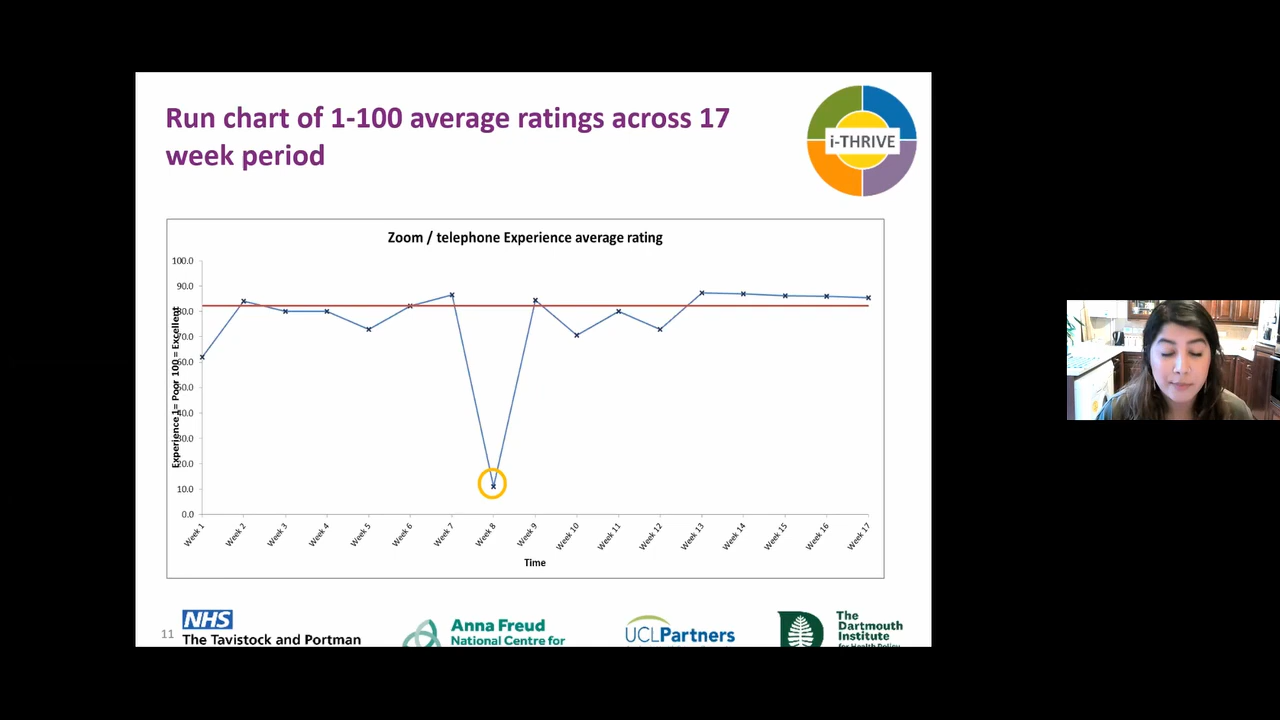 Run chart of 1-100 average ratings across 17
week period
i-THRIVE
Zoom / telephone Experience average rating
Experience 1= Poor 100 = Excellent
100.0
90.0
80.0
70.0
60.0
50.0
40.0
30.0
20.0
10.0
0.0
Week 1
Week 2
Week 3
Week 4
Week 5
Week 6
Week 7
Week 8
Week 9
Week 10
Week 11
Week 12
Week 13
Week 14
Week 15
Week 16
Week 17
Time
11
NHS
The Tavistock and Portman
Anna Freud
National Centre for
UCLPartners
The
Dartmouth
Institute
for Health Policy